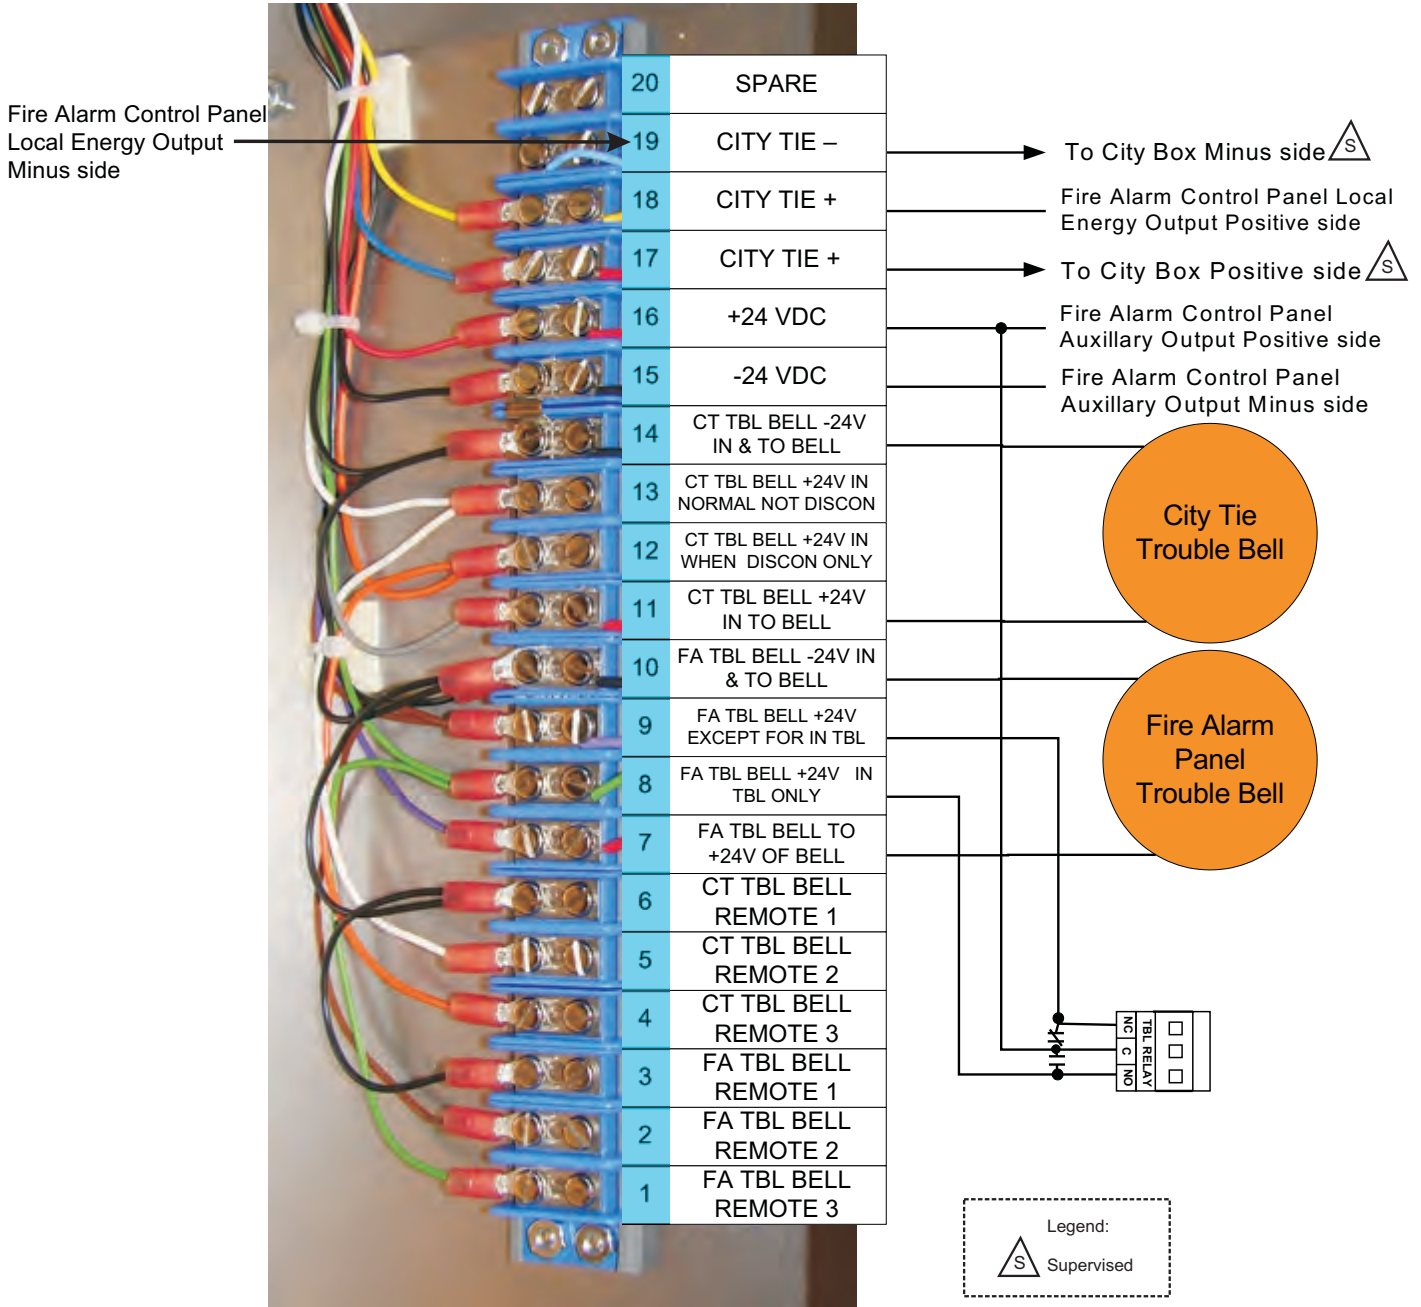 Fire Alarm Control Panel
Local Energy Output
Minus side
20 SPARE
19 CITY TIE –
18 CITY TIE +
17 CITY TIE +
16 +24 VDC
15 -24 VDC
14 CT TBL BELL -24V
IN & TO BELL
13 CT TBL BELL +24V IN
NORMAL NOT DISCON
12 CT TBL BELL +24V IN
WHEN DISCON ONLY
11 CT TBL BELL +24V
IN TO BELL
10 FA TBL BELL -24V IN
& TO BELL
9 FA TBL BELL +24V
EXCEPT FOR IN TBL
8 FA TBL BELL +24V IN
TBL ONLY
7 FA TBL BELL TO
+24V OF BELL
6 CT TBL BELL
REMOTE 1
5 CT TBL BELL
REMOTE 2
4 CT TBL BELL
REMOTE 3
3 FA TBL BELL
REMOTE 1
2 FA TBL BELL
REMOTE 2
1 FA TBL BELL
REMOTE 3
To City Box Minus side S
Fire Alarm Control Panel Local
Energy Output Positive side
To City Box Positive side S
Fire Alarm Control Panel
Auxillary Output Positive side
Fire Alarm Control Panel
Auxillary Output Minus side
City Tie
Trouble Bell
Fire Alarm
Panel
Trouble Bell
NC
C
NO
TBL RELAY
Legend:
S Supervised